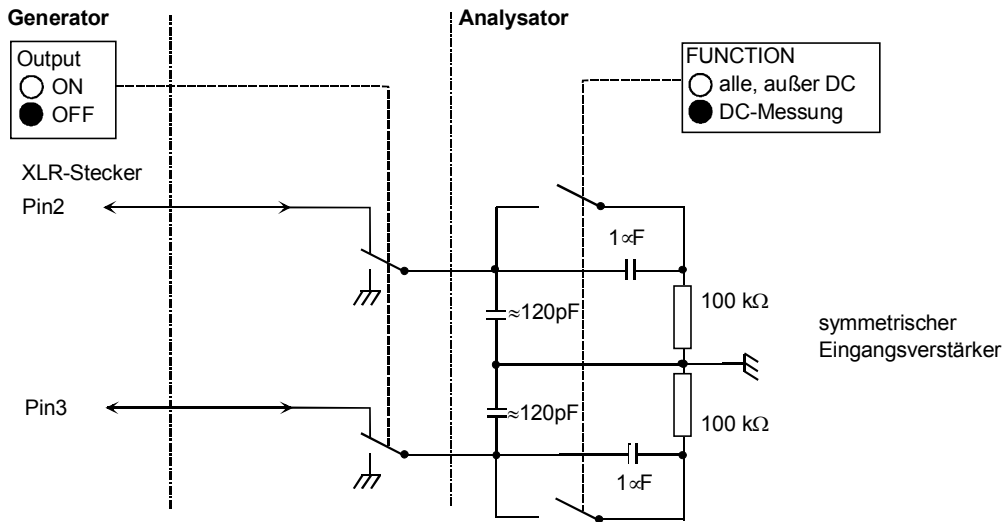 Generator
Analysator
Output
ON
OFF
FUNCTION
alle, außer DC
DC-Messung
XLR-Stecker
Pin2
1∝F
≈120pF
100 kΩ
symmetrischer
Eingangsverstärker
Pin3
≈120pF
100 kΩ
1∝F